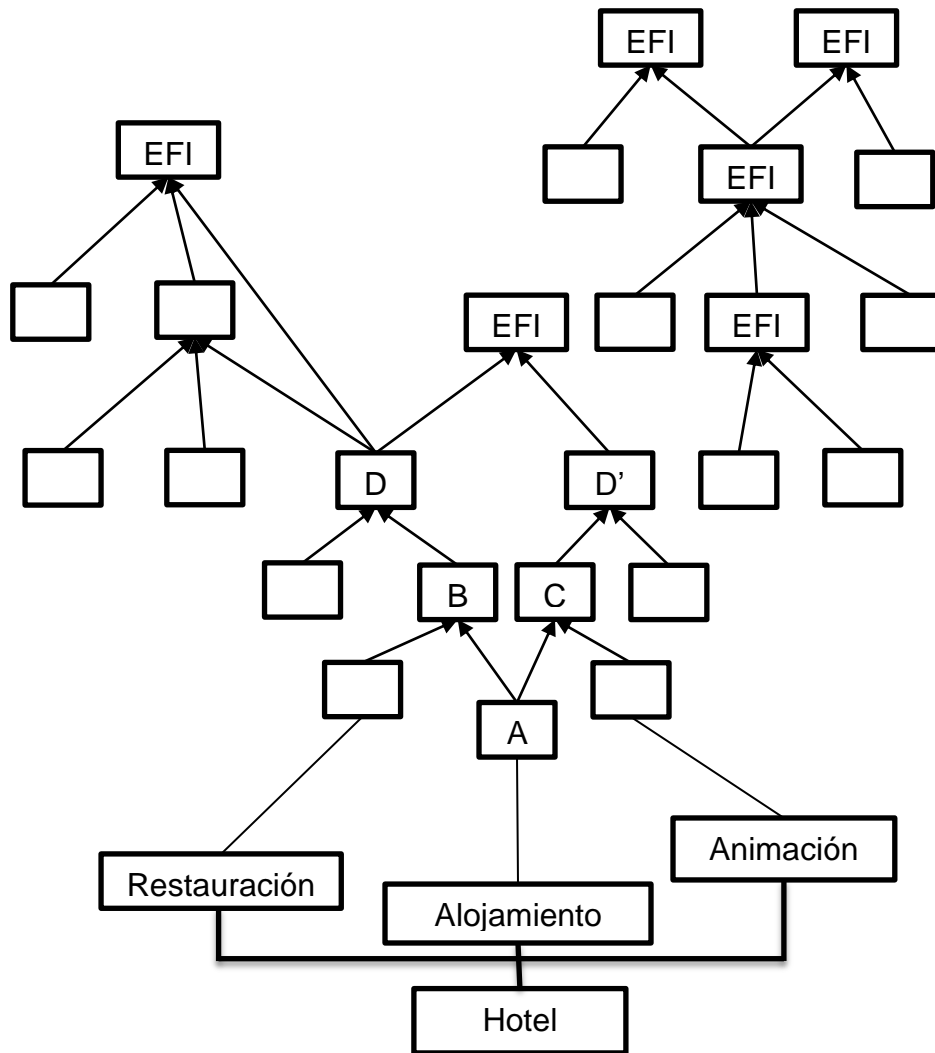 EFI
EFI
EFI
EFI
EFI
EFI
D
D’
B
C
A
Animación
Restauración
Alojamiento
Hotel